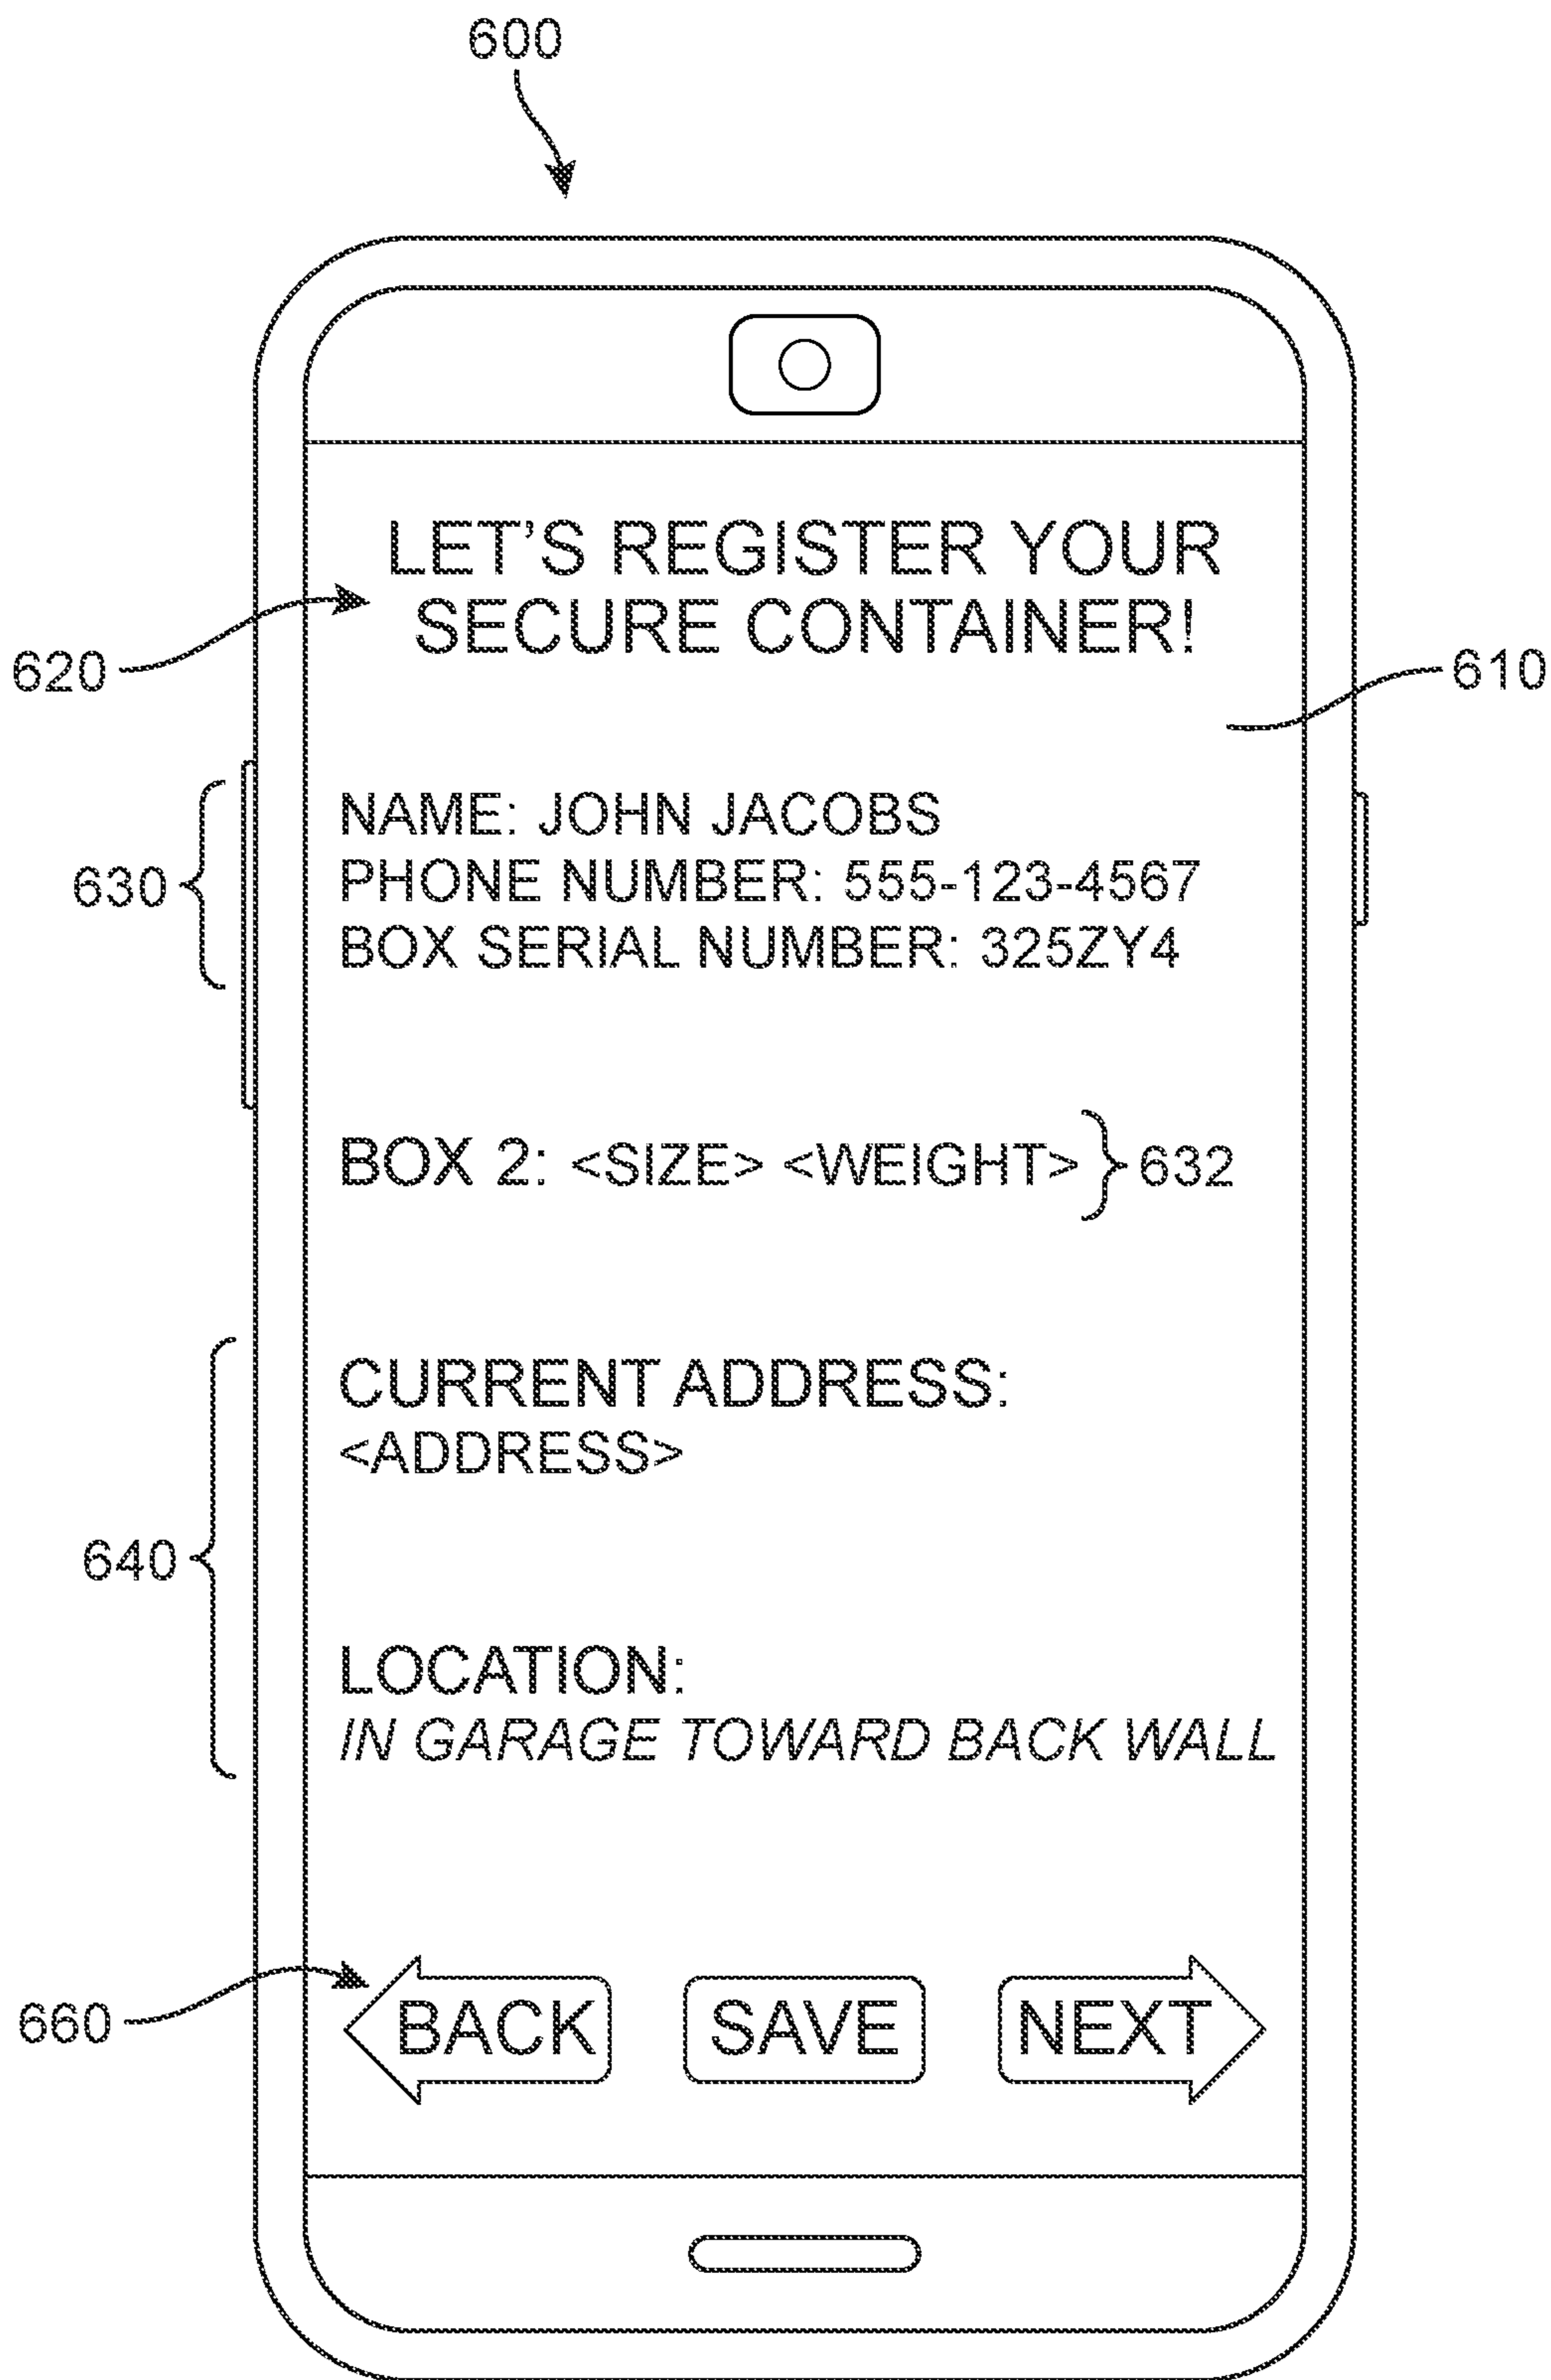 600
LET'S REGISTER YOUR
SECURE CONTAINER!
620
610
NAME: JOHN JACOBS
PHONE NUMBER: 555-123-4567
BOX SERIAL NUMBER: 325ZY4
630
BOX 2: <SIZE> <WEIGHT>
632
CURRENT ADDRESS:
<ADDRESS>
640
LOCATION:
IN GARAGE TOWARD BACK WALL
660
BACK SAVE NEXT